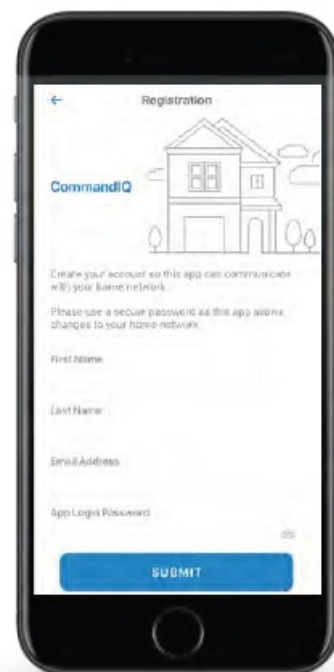 Registration
CommandIQ
Create your account so this app can communicate
with your home network.
Please use a secure password as this app allows
changes to your home network.
First Name
Last Name
Email Address
App Login Password
SUBMIT